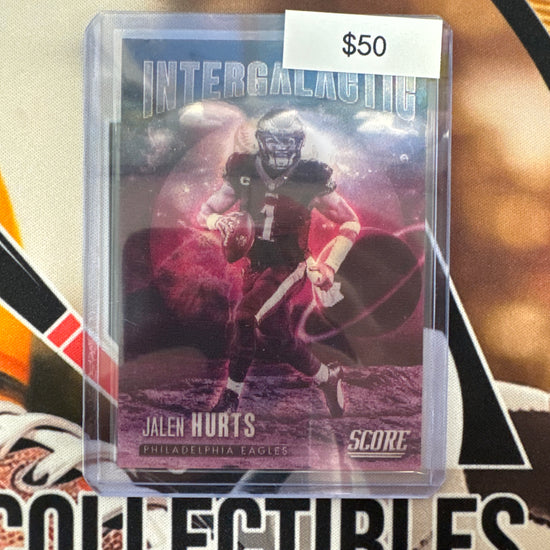 $50
INTERGALACTIC
1
JALEN HURTS
PHILADELPHIA EAGLES
SCORE
COLLECTIBLES